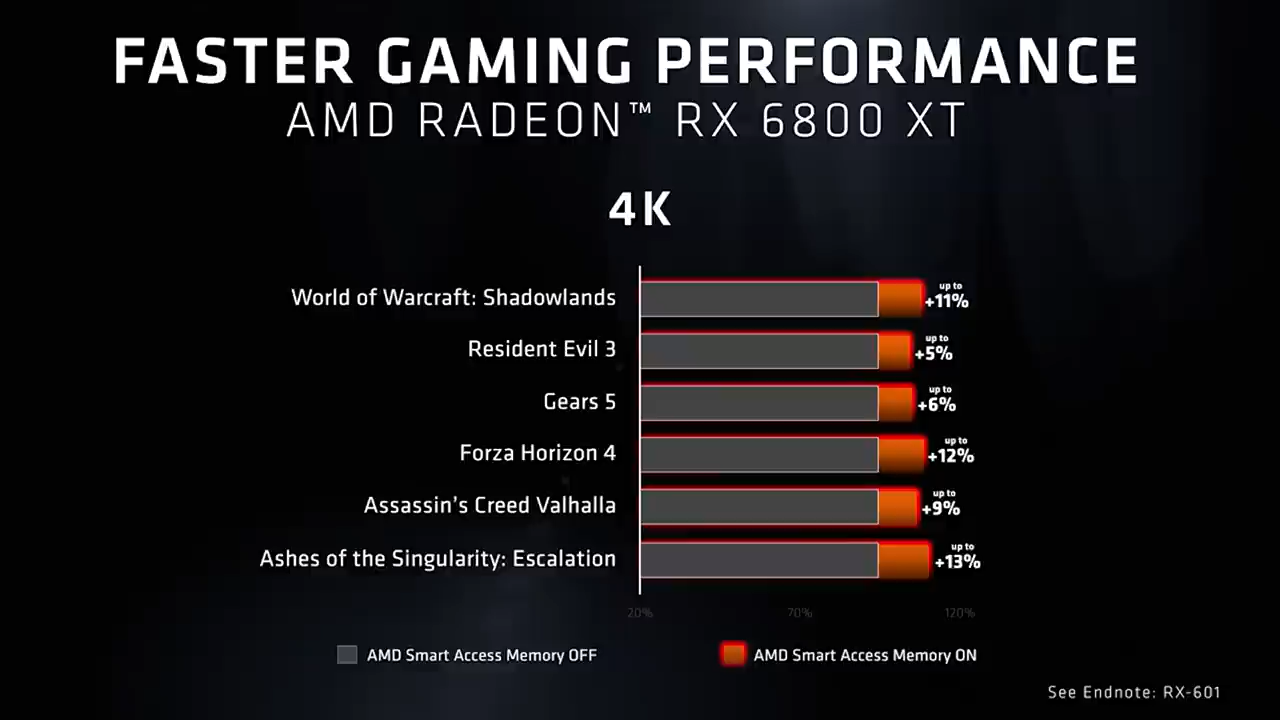 FASTER GAMING PERFORMANCE
AMD RADEON™ RX 6800 XT
4K
World of Warcraft: Shadowlands
up to
+11%
Resident Evil 3
up to
+5%
Gears 5
up to
+6%
Forza Horizon 4
up to
+12%
Assassin's Creed Valhalla
up to
+9%
Ashes of the Singularity: Escalation
up to
+13%
20% 70% 120%
AMD Smart Access Memory OFF
AMD Smart Access Memory ON
See Endnote: RX-601